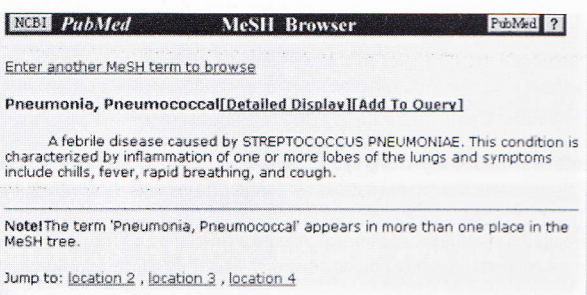 NCBI PubMed MeSH Browser PubMed ?
Enter another MeSH term to browse
Pneumonia, Pneumococcal[Detailed Display][Add To Query]
A febrile disease caused by STREPTOCOCCUS PNEUMONIAE. This condition is
characterized by inflammation of one or more lobes of the lungs and symptoms
include chills, fever, rapid breathing, and cough.
Note!The term 'Pneumonia, Pneumococcal' appears in more than one place in the
MeSH tree.
Jump to: location 2 , location 3 , location 4